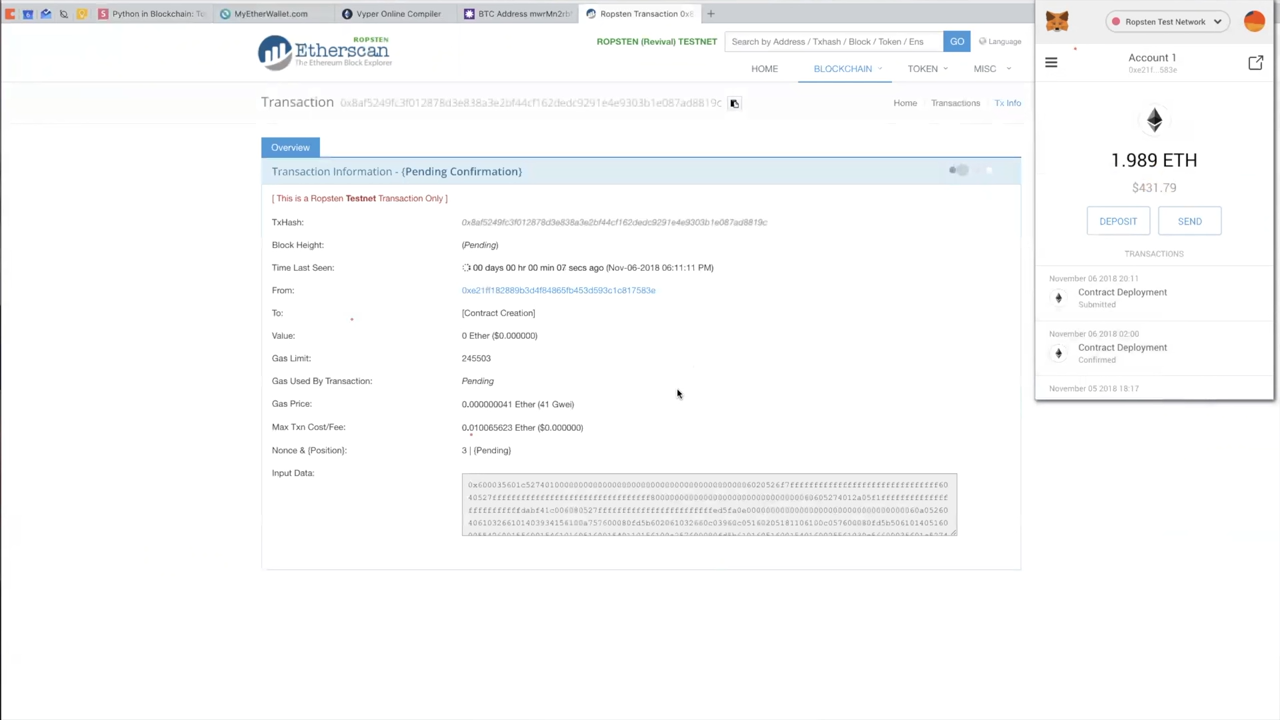 Python in Blockchain: Tu
MyEtherWallet.com
Vyper Online Compiler
BTC Address mwrMn2rb
Ropsten Transaction 0x8
ROPSTEN
Etherscan
The Ethereum Block Explorer
ROPSTEN (Revival) TESTNET
Search by Address / Txhash / Block / Token / Ens
GO
Language
HOME
BLOCKCHAIN
TOKEN
MISC
Transaction 0x8af5249fc3f012878d3e838a3e2bf44cf162dedc9291e4e9303b1e087ad8819c
Home
Transactions
Tx Info
Overview
Transaction Information - {Pending Confirmation}
[ This is a Ropsten Testnet Transaction Only ]
TxHash: 0x8af5249fc3f012878d3e838a3e2bf44cf162dedc9291e4e9303b1e087ad8819c
Block Height: (Pending)
Time Last Seen: 00 days 00 hr 00 min 07 secs ago (Nov-06-2018 06:11:11 PM)
From: 0xe21ff182889b3d4f84865fb453d593c1c817583e
To: [Contract Creation]
Value: 0 Ether ($0.000000)
Gas Limit: 245503
Gas Used By Transaction: Pending
Gas Price: 0.000000041 Ether (41 Gwei)
Max Txn Cost/Fee: 0.010065623 Ether ($0.000000)
Nonce & {Position}: 3 | {Pending}
Input Data:
Ropsten Test Network
Account 1
0xe21f...583e
1.989 ETH
$431.79
DEPOSIT
SEND
TRANSACTIONS
November 06 2018 20:11
Contract Deployment
Submitted
November 06 2018 02:00
Contract Deployment
Confirmed
November 05 2018 18:17